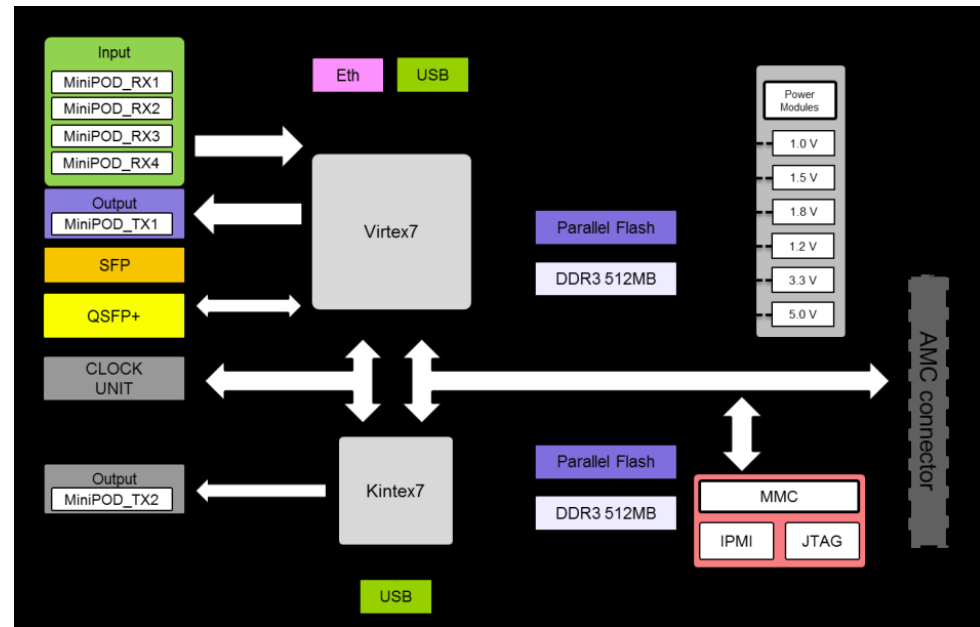 Input
MiniPOD_RX1
MiniPOD_RX2
MiniPOD_RX3
MiniPOD_RX4
Output
MiniPOD_TX1
SFP
QSFP+
CLOCK
UNIT
Output
MiniPOD_TX2
Eth
USB
Virtex7
Kintex7
USB
Parallel Flash
DDR3 512MB
Parallel Flash
DDR3 512MB
Power
Modules
1.0 V
1.5 V
1.8 V
1.2 V
3.3 V
5.0 V
MMC
IPMI
JTAG
AMC connector